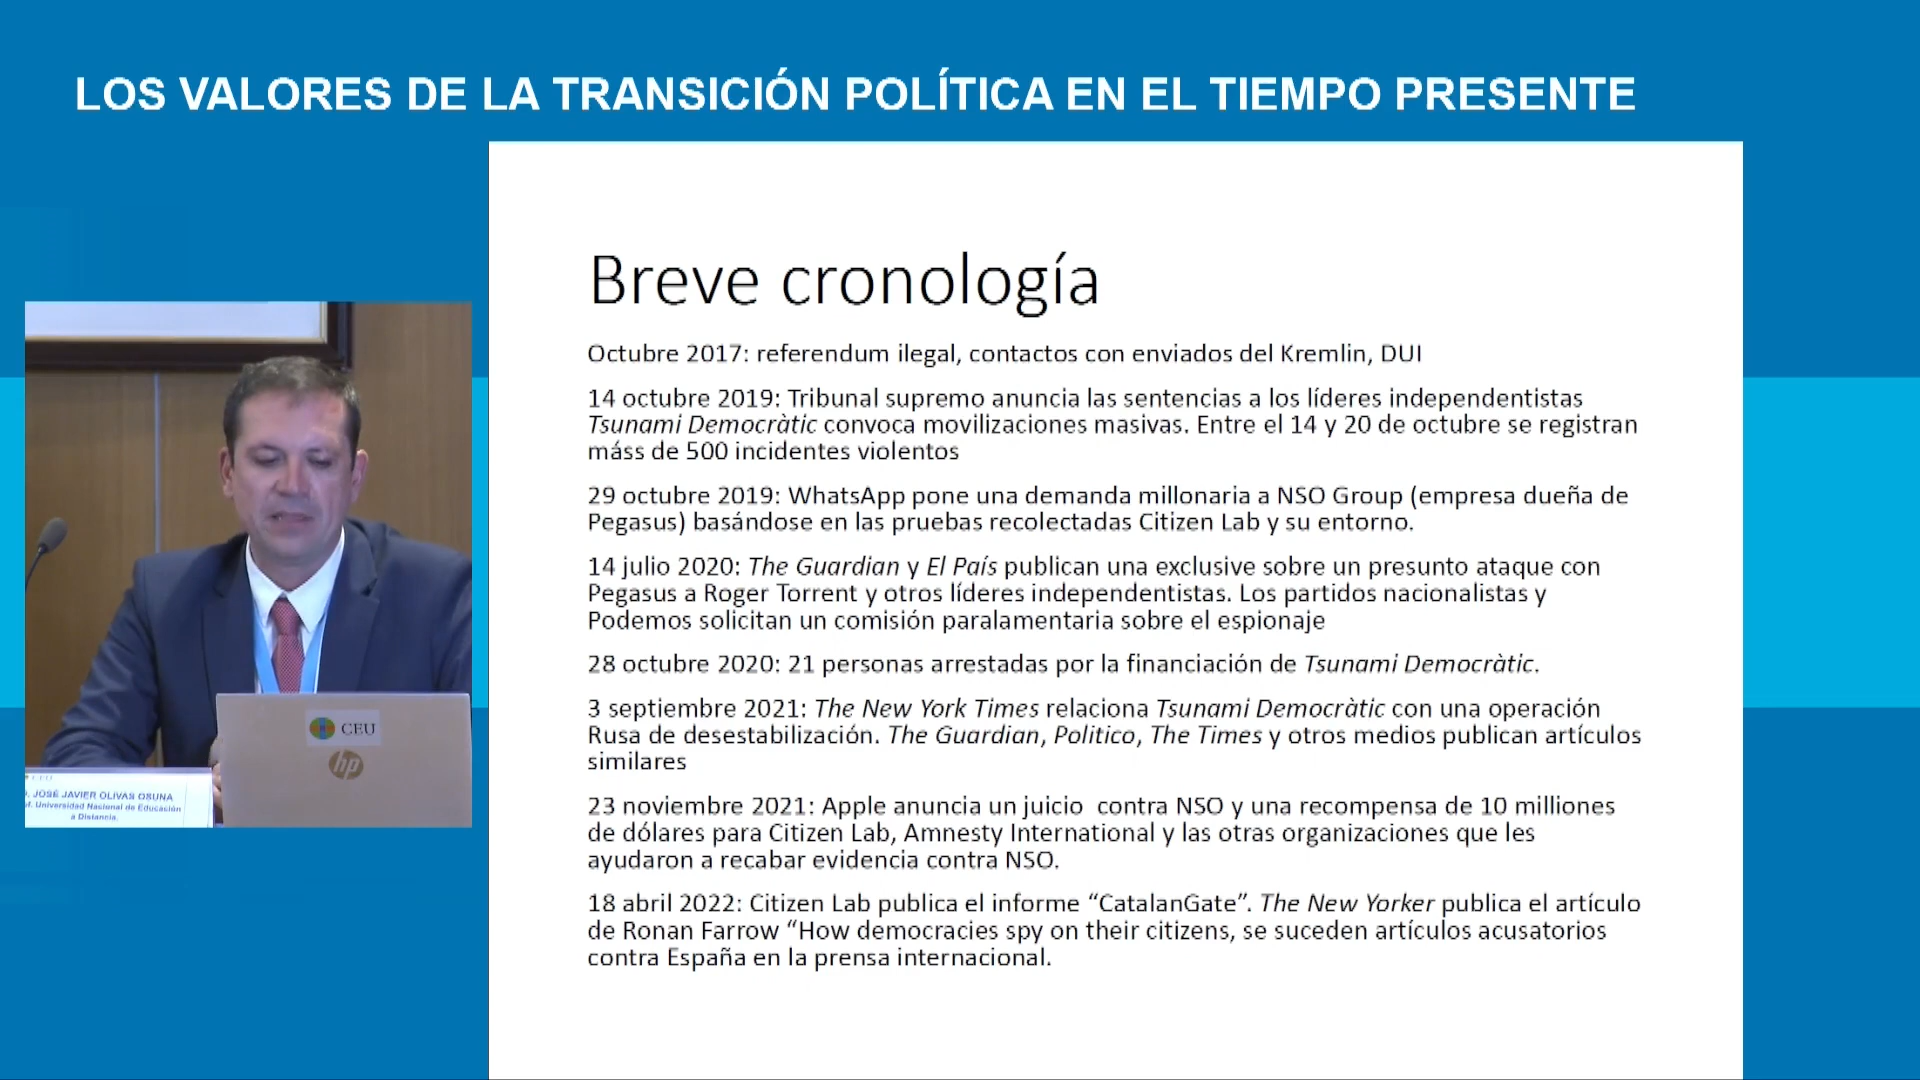 LOS VALORES DE LA TRANSICIÓN POLÍTICA EN EL TIEMPO PRESENTE
Breve cronología
Octubre 2017: referendum ilegal, contactos con enviados del Kremlin, DUI
14 octubre 2019: Tribunal supremo anuncia las sentencias a los líderes independentistas
Tsunami Democràtic convoca movilizaciones masivas. Entre el 14 y 20 de octubre se registran
máss de 500 incidentes violentos
29 octubre 2019: WhatsApp pone una demanda millonaria a NSO Group (empresa dueña de
Pegasus) basándose en las pruebas recolectadas Citizen Lab y su entorno.
14 julio 2020: The Guardian y El País publican una exclusive sobre un presunto ataque con
Pegasus a Roger Torrent y otros líderes independentistas. Los partidos nacionalistas y
Podemos solicitan un comisión paralamentaria sobre el espionaje
28 octubre 2020: 21 personas arrestadas por la financiación de Tsunami Democràtic.
3 septiembre 2021: The New York Times relaciona Tsunami Democràtic con una operación
Rusa de desestabilización. The Guardian, Politico, The Times y otros medios publican artículos
similares
23 noviembre 2021: Apple anuncia un juicio contra NSO y una recompensa de 10 milliones
de dólares para Citizen Lab, Amnesty International y las otras organizaciones que les
ayudaron a recabar evidencia contra NSO.
18 abril 2022: Citizen Lab publica el informe “CatalanGate”. The New Yorker publica el artículo
de Ronan Farrow “How democracies spy on their citizens, se suceden artículos acusatorios
contra España en la prensa internacional.
CEU
hp
CEU
. JOSÉ JAVIER OLIVAS OSUNA
f. Universidad Nacional de Educación
a Distancia.